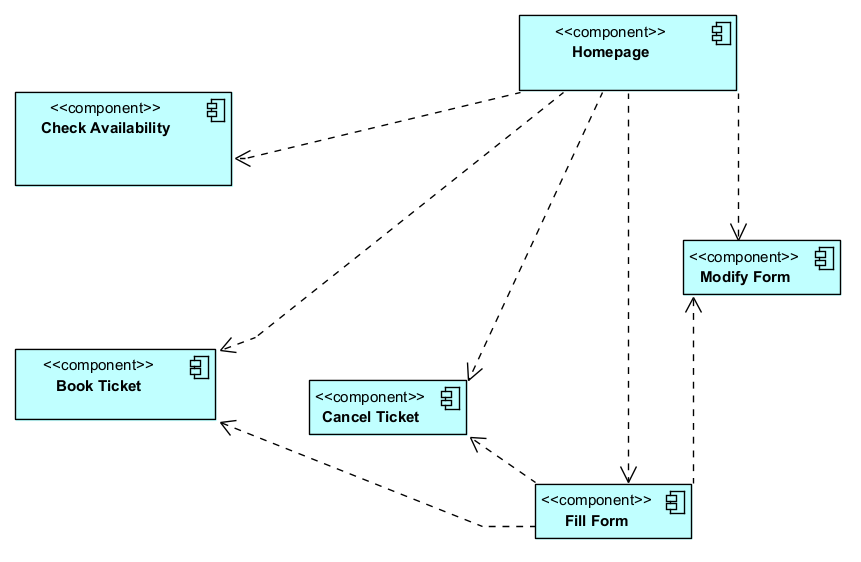 <<component>>
Homepage
<<component>>
Check Availability
<<component>>
Modify Form
<<component>>
Book Ticket
<<component>>
Cancel Ticket
<<component>>
Fill Form